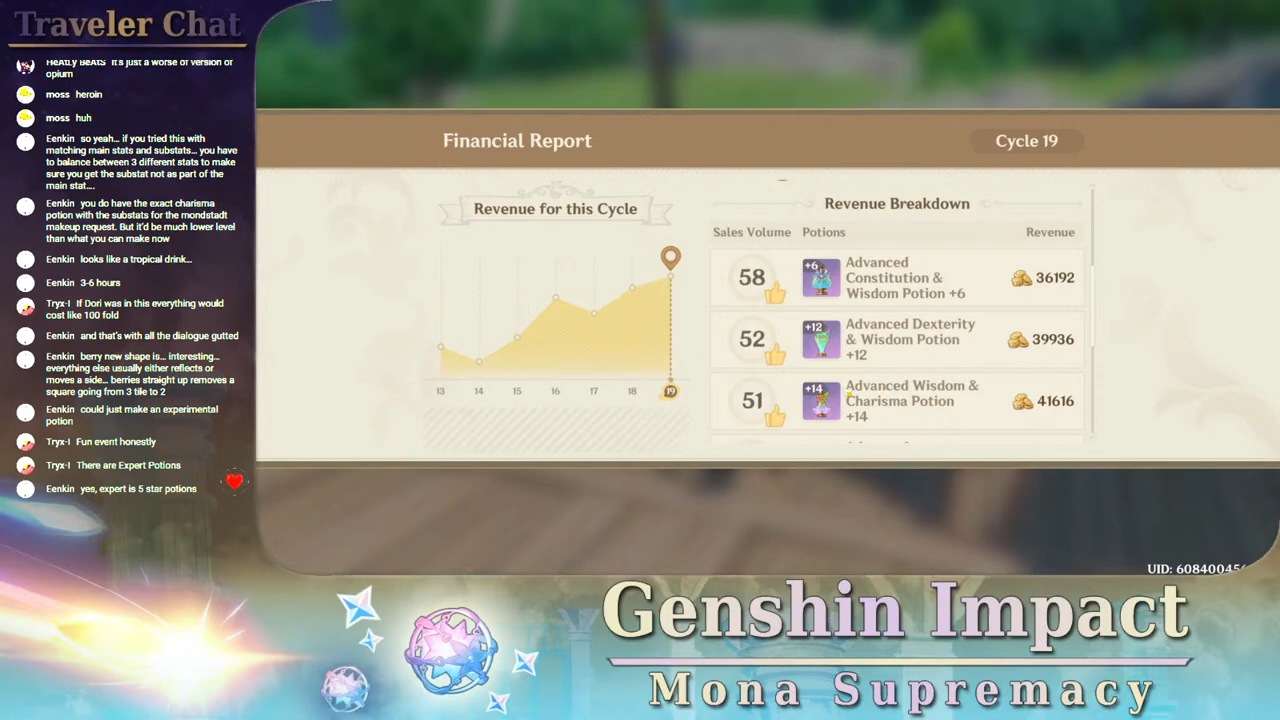 Traveler Chat
Heatly Beats It's just a worse of version of
opium
moss heroin
moss huh
Eenkin so yeah... if you tried this with
matching main stats and substats... you have
to balance between 3 different stats to make
sure you get the substat not as part of the
main stat....
Eenkin you do have the exact charisma
potion with the substats for the mondstadt
makeup request. But it'd be much lower level
than what you can make now
Eenkin looks like a tropical drink...
Eenkin 3-6 hours
Tryx-I If Dori was in this everything would
cost like 100 fold
Eenkin and that's with all the dialogue gutted
Eenkin berry new shape is... interesting...
everything else usually either reflects or
moves a side... berries straight up removes a
square going from 3 tile to 2
Eenkin could just make an experimental
potion
Tryx-I Fun event honestly
Tryx-I There are Expert Potions
Eenkin yes, expert is 5 star potions
Financial Report
Cycle 19
Revenue for this Cycle
13 14 15 16 17 18 19
Revenue Breakdown
Sales Volume Potions Revenue
58 +6 Advanced
Constitution &
Wisdom Potion +6
36192
52 +12 Advanced Dexterity
& Wisdom Potion
+12
39936
51 +14 Advanced Wisdom &
Charisma Potion
+14
41616
Genshin Impact
Mona Supremacy